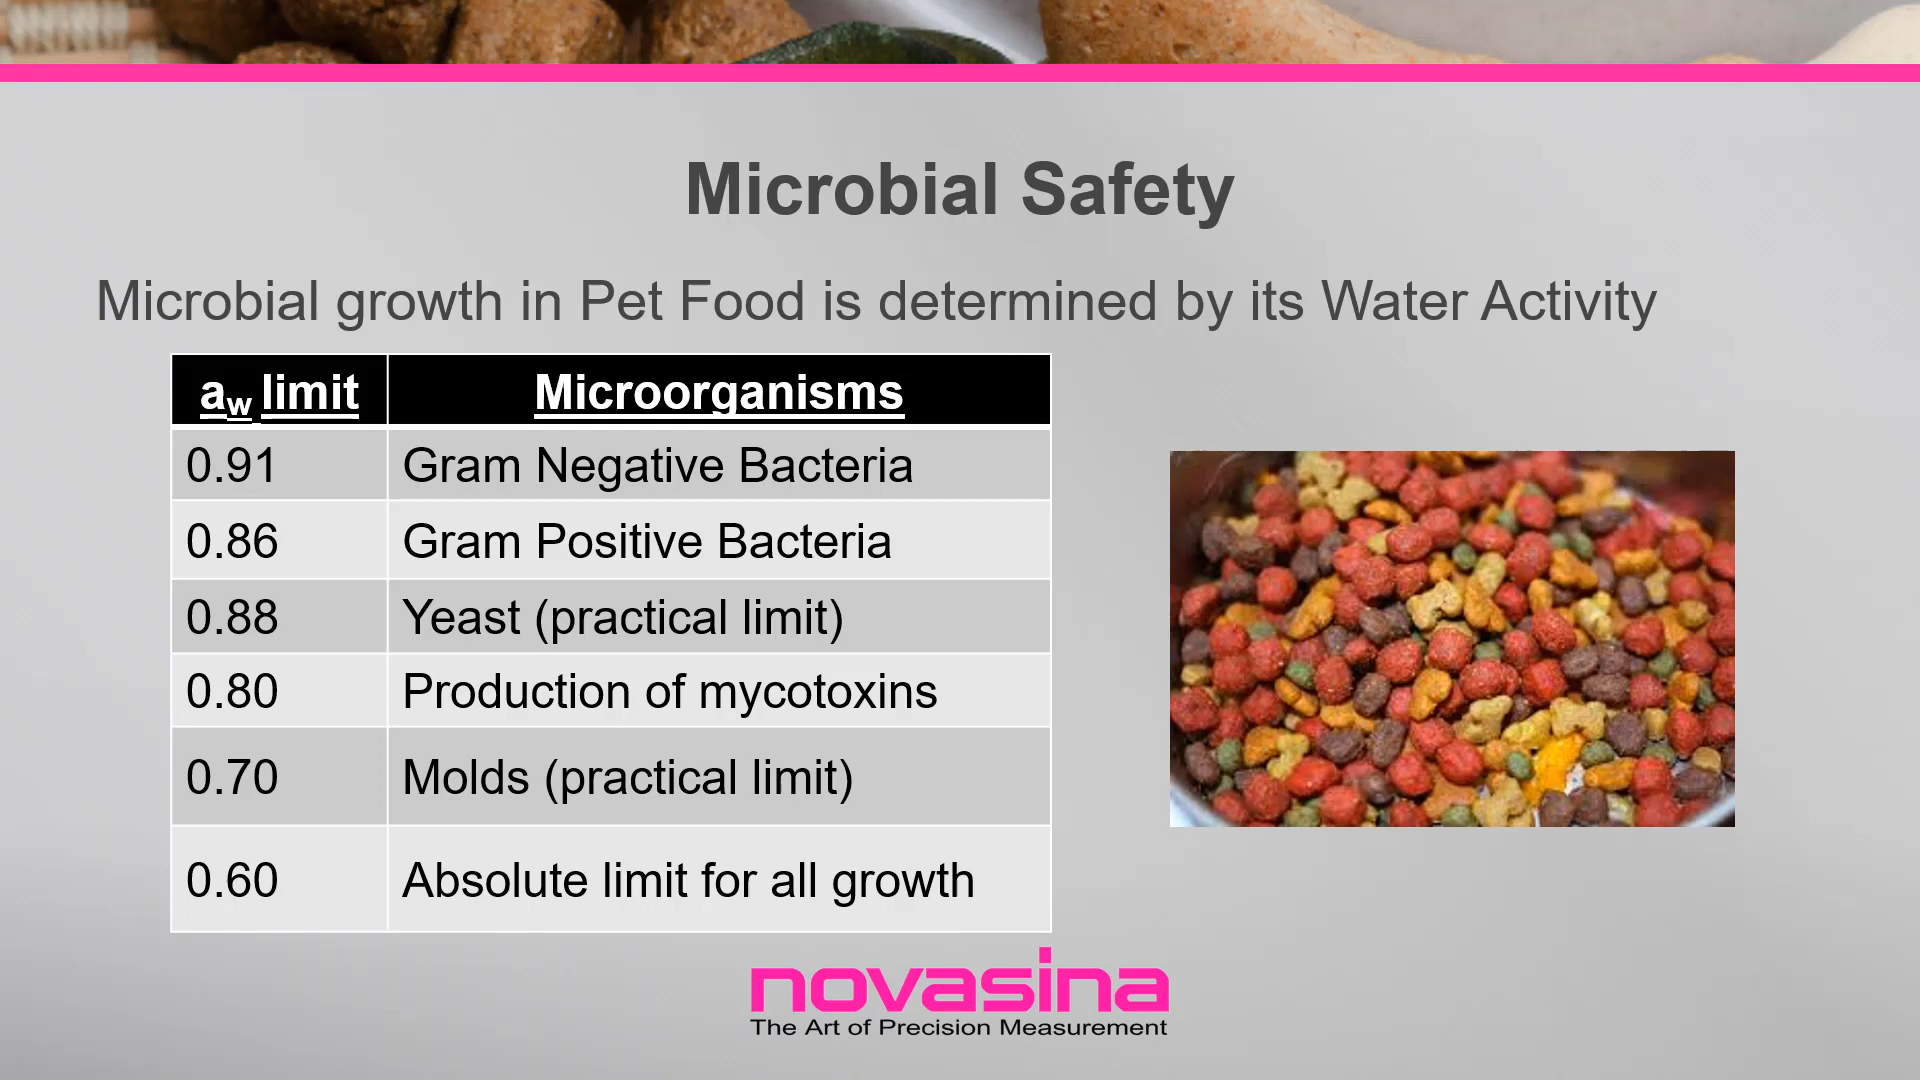 Microbial Safety
Microbial growth in Pet Food is determined by its Water Activity
aw limit Microorganisms
0.91 Gram Negative Bacteria
0.86 Gram Positive Bacteria
0.88 Yeast (practical limit)
0.80 Production of mycotoxins
0.70 Molds (practical limit)
0.60 Absolute limit for all growth
novasina
The Art of Precision Measurement